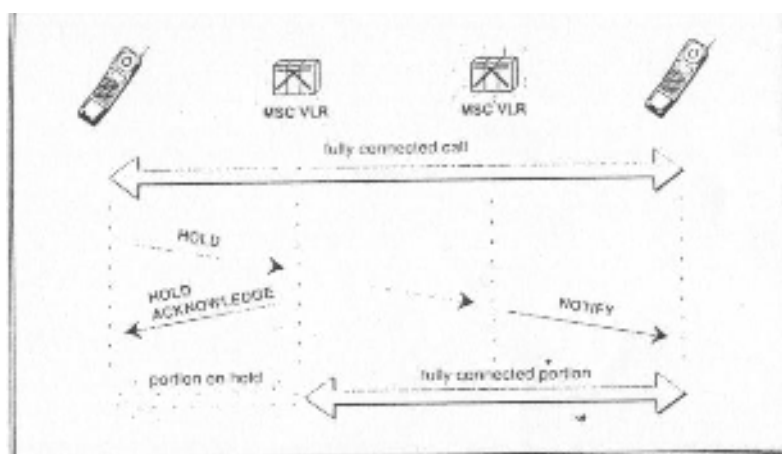 MSC VLR
MSC VLR
fully connected call
HOLD
HOLD
ACKNOWLEDGE
NOTIFY
portion on hold
fully connected portion